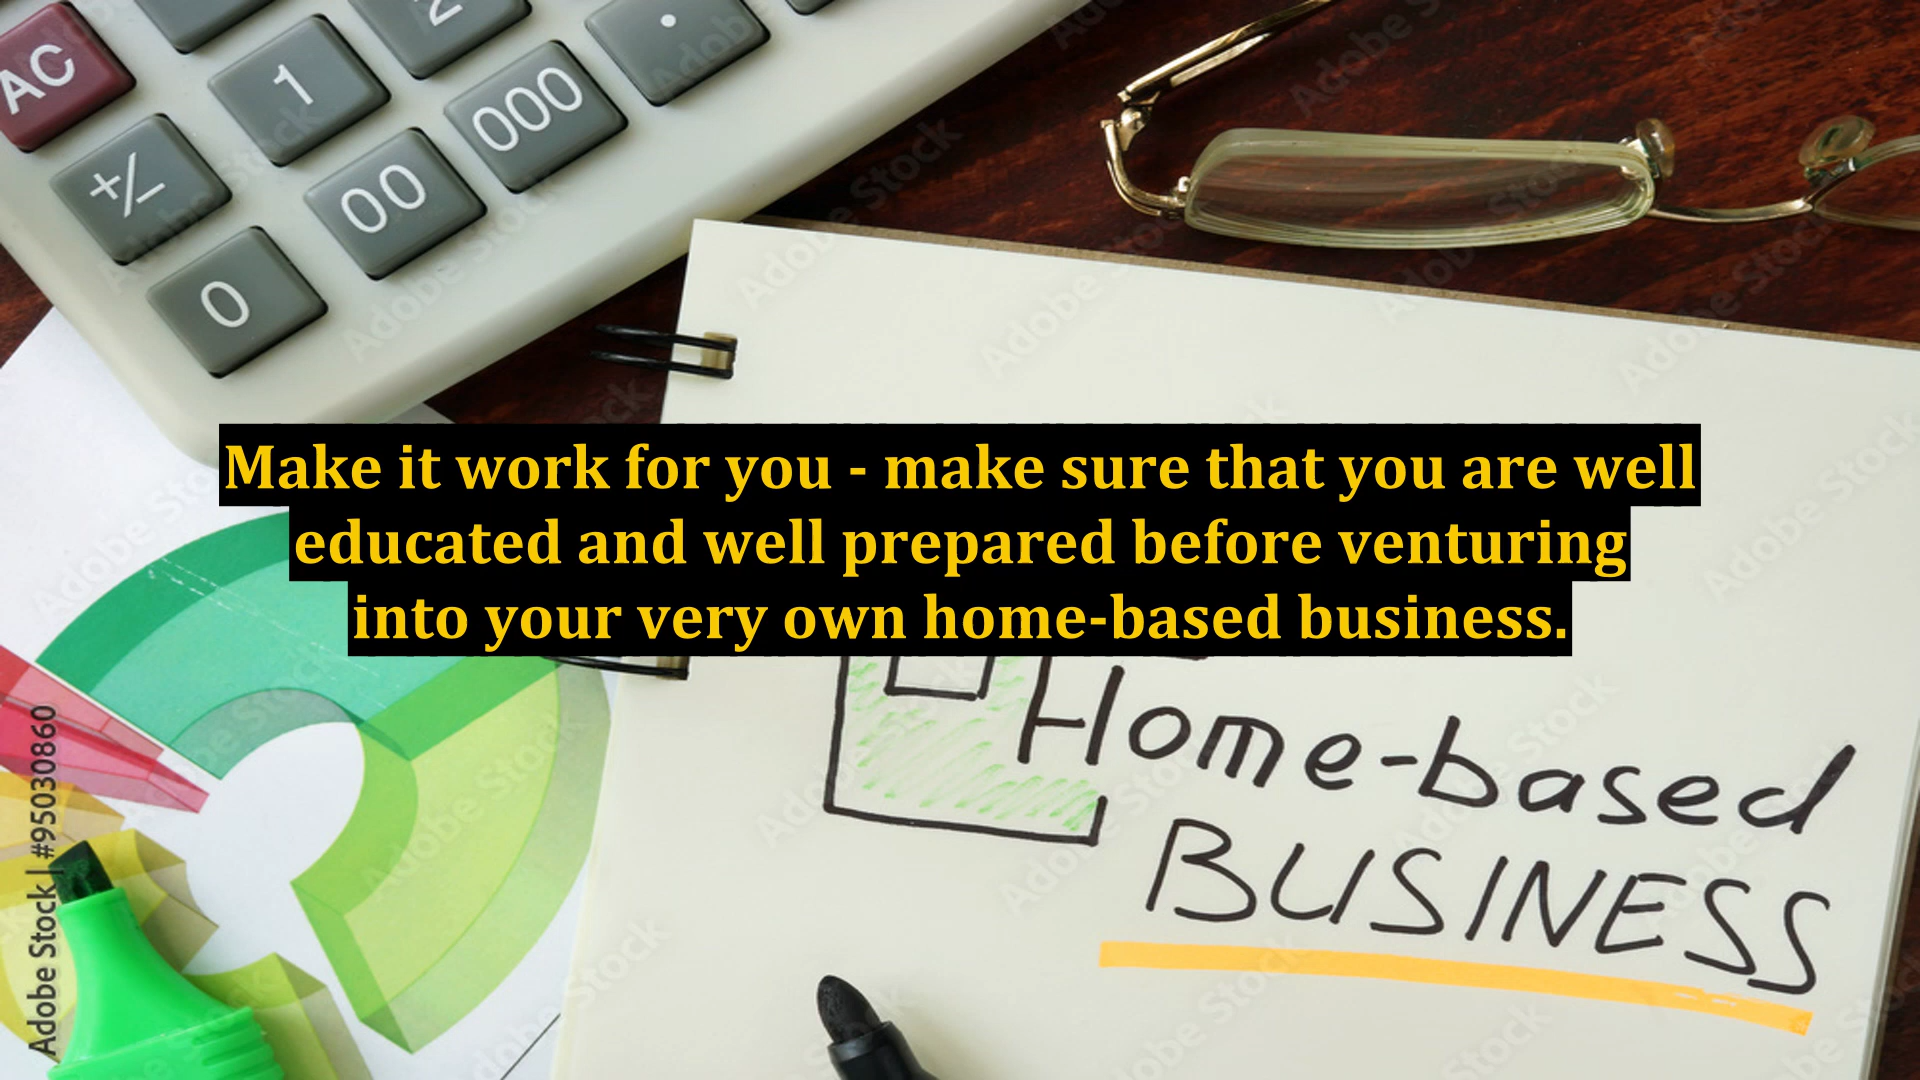 AC
1
2
.
+/-
00
000
0
Make it work for you - make sure that you are well
educated and well prepared before venturing
into your very own home-based business.
Home-based
BUSINESS
Adobe Stock | #95030860